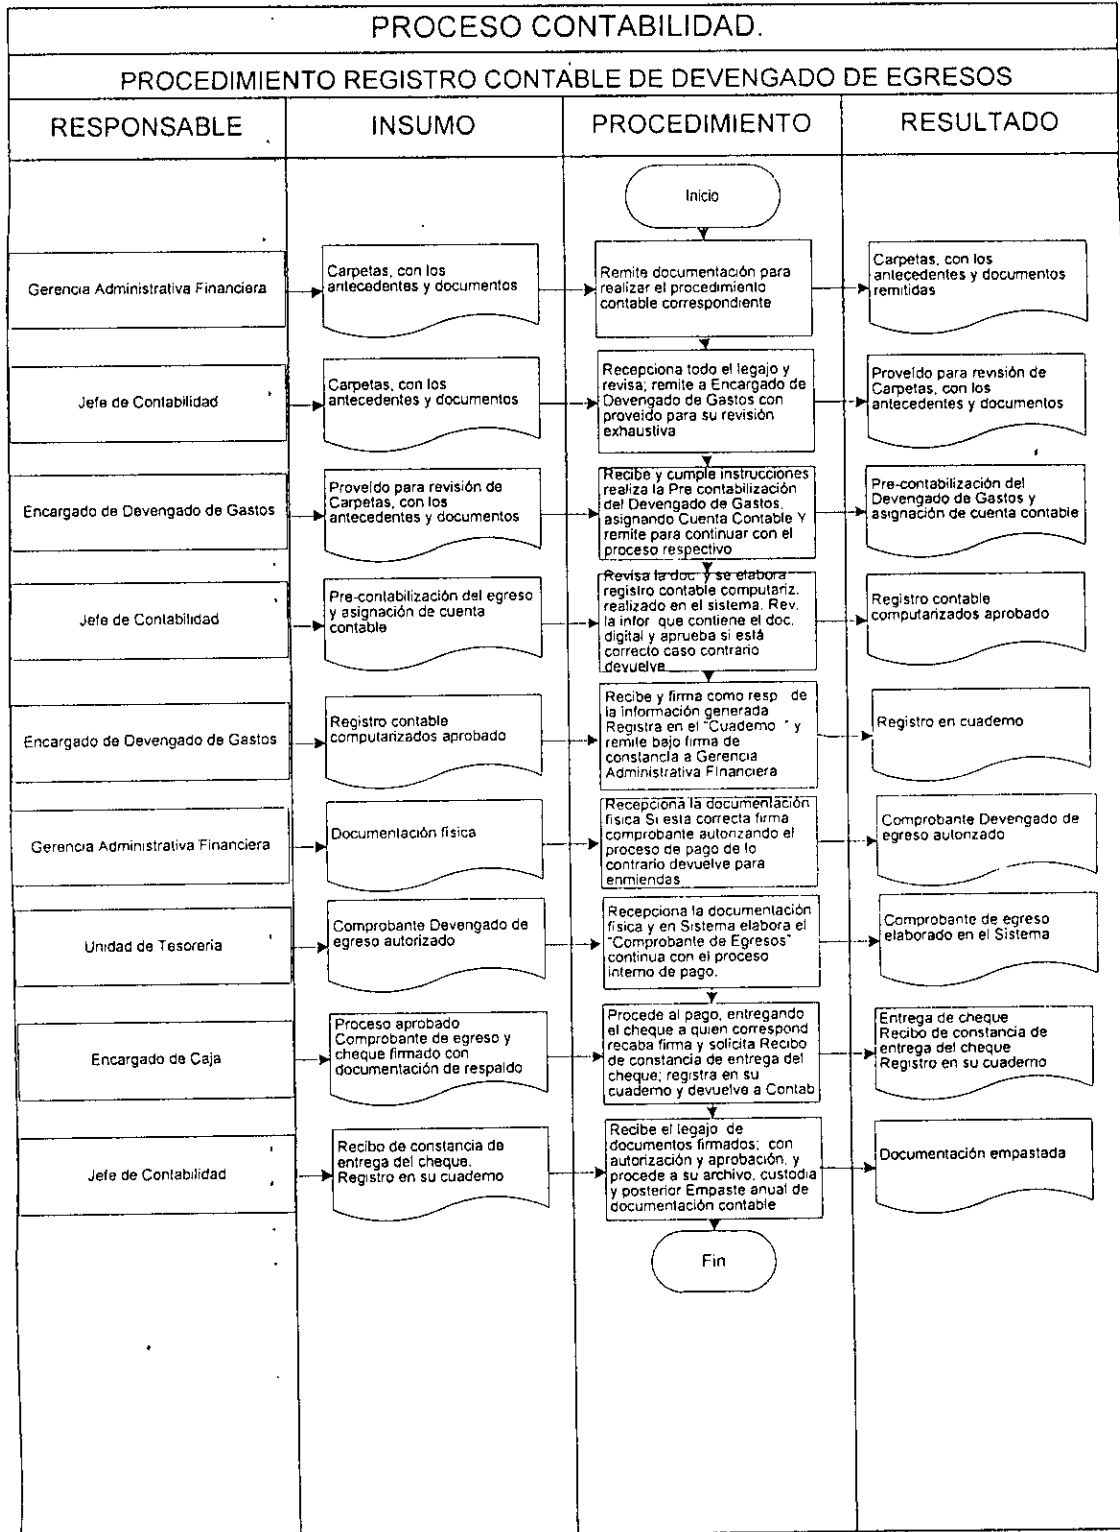 PROCESO CONTABILIDAD.
PROCEDIMIENTO REGISTRO CONTABLE DE DEVENGADO DE EGRESOS
RESPONSABLE
INSUMO
PROCEDIMIENTO
RESULTADO
Inicio
Gerencia Administrativa Financiera
Carpetas, con los
antecedentes y documentos
Remite documentación para
realizar el procedimiento
contable correspondiente
Carpetas, con los
antecedentes y documentos
remitidas
Jefe de Contabilidad
Carpetas, con los
antecedentes y documentos
Recepciona todo el legajo y
revisa; remite a Encargado de
Devengado de Gastos con
proveído para su revisión
exhaustiva
Proveído para revisión de
Carpetas, con los
antecedentes y documentos
Encargado de Devengado de Gastos
Proveído para revisión de
Carpetas, con los
antecedentes y documentos
Recibe y cumple instrucciones
realiza la Pre contabilización
del Devengado de Gastos,
asignando Cuenta Contable Y
remite para continuar con el
proceso respectivo
Pre-contabilización del
Devengado de Gastos y
asignación de cuenta contable
Jefe de Contabilidad
Pre-contabilización del egreso
y asignación de cuenta
contable
Revisa la doc y se elabora
registro contable computariz.
realizado en el sistema. Rev.
la infor que contiene el doc.
digital y aprueba si está
correcto caso contrario
devuelve
Registro contable
computarizados aprobado
Encargado de Devengado de Gastos
Registro contable
computarizados aprobado
Recibe y firma como resp de
la información generada
Registra en el "Cuaderno " y
remite bajo firma de
constancia a Gerencia
Administrativa Financiera
Registro en cuaderno
Gerencia Administrativa Financiera
Documentación física
Recepciona la documentación
física Si esta correcta firma
comprobante autorizando el
proceso de pago de lo
contrario devuelve para
enmiendas
Comprobante Devengado de
egreso autorizado
Unidad de Tesoreria
Comprobante Devengado de
egreso autorizado
Recepciona la documentación
física y en Sistema elabora el
"Comprobante de Egresos"
continua con el proceso
interno de pago.
Comprobante de egreso
elaborado en el Sistema
Encargado de Caja
Proceso aprobado
Comprobante de egreso y
cheque firmado con
documentación de respaldo
Procede al pago, entregando
el cheque a quien correspond
recaba firma y solicita Recibo
de constancia de entrega del
cheque; registra en su
cuaderno y devuelve a Contab
Entrega de cheque
Recibo de constancia de
entrega del cheque
Registro en su cuaderno
Jefe de Contabilidad
Recibo de constancia de
entrega del cheque.
Registro en su cuaderno
Recibe el legajo de
documentos firmados; con
autorización y aprobación, y
procede a su archivo, custodia
y posterior Empaste anual de
documentación contable
Documentación empastada
Fin